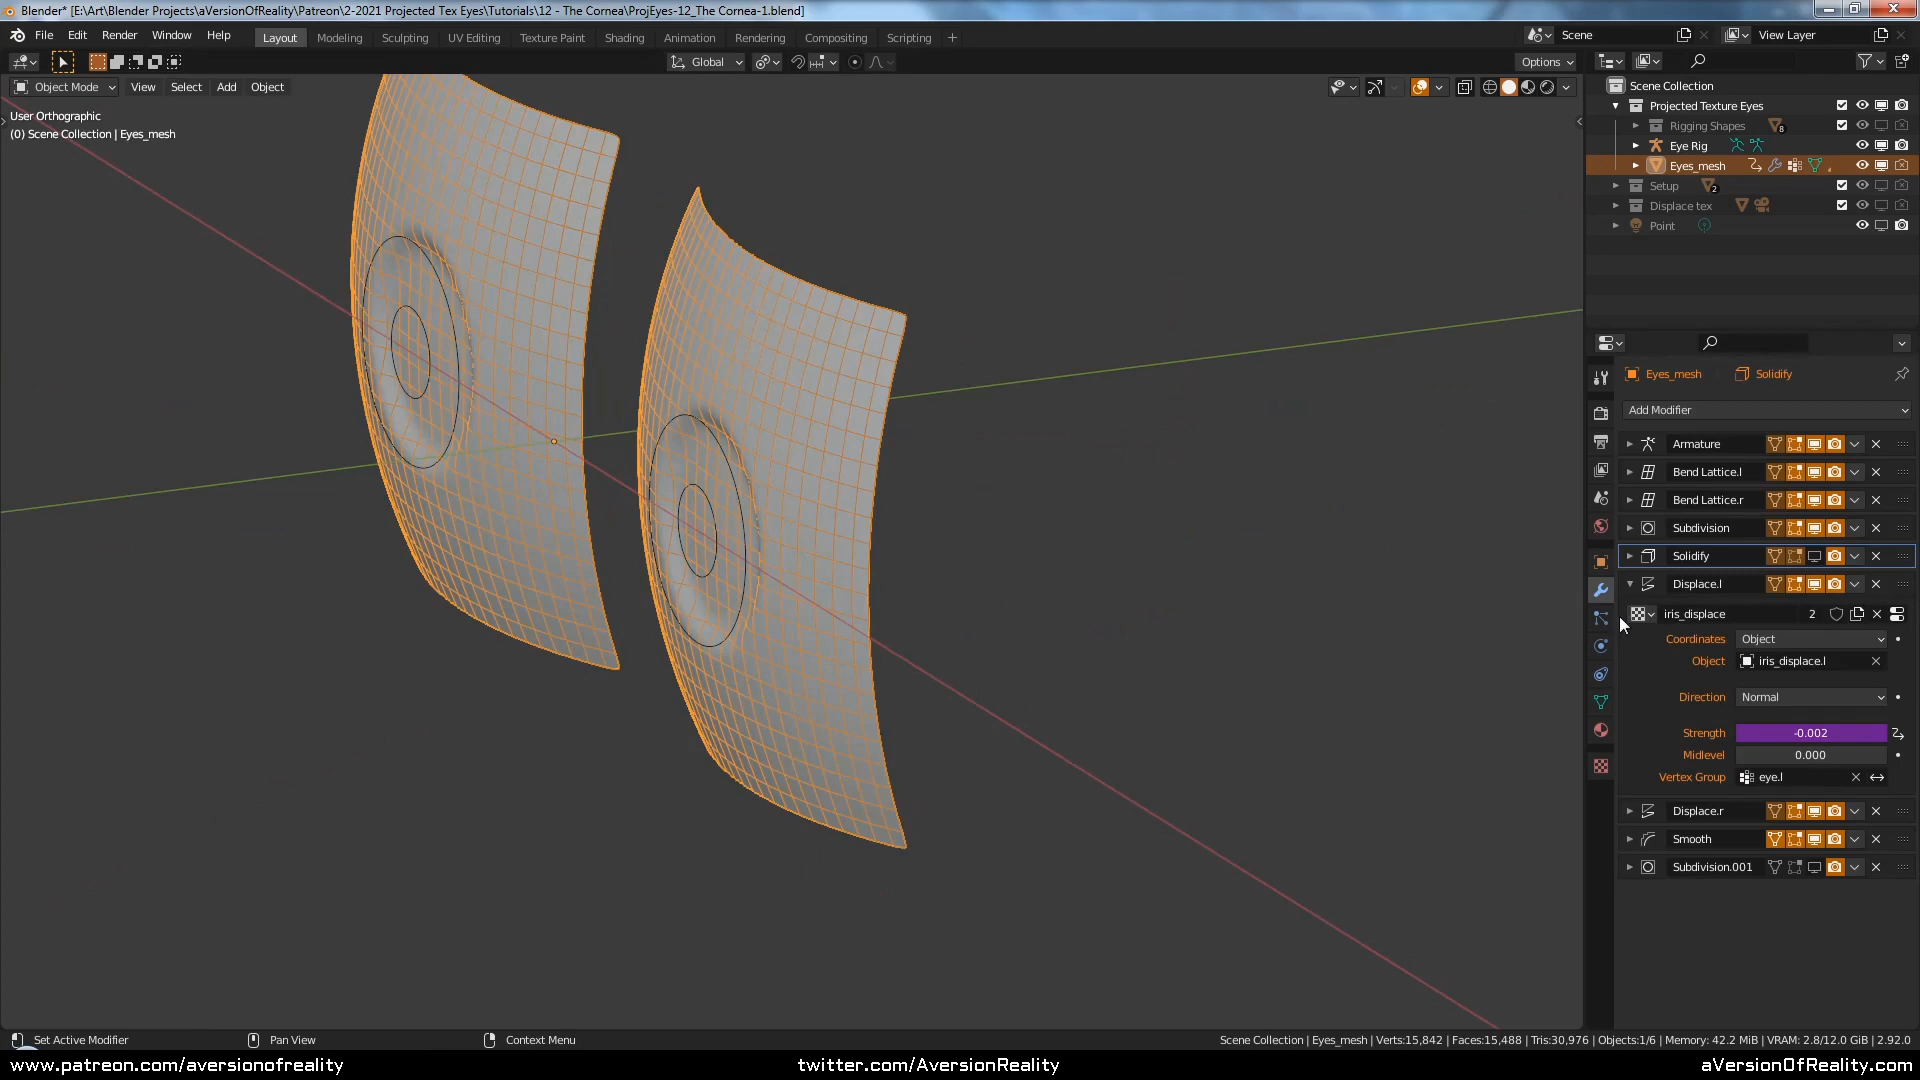 Blender* [E:\Art\Blender Projects\aVersionOfReality\Patreon\2-2021 Projected Tex Eyes\Tutorials\12 - The Cornea\ProjEyes-12_The Cornea-1.blend]
File Edit Render Window Help Layout Modeling Sculpting UV Editing Texture Paint Shading Animation Rendering Compositing Scripting + Scene View Layer
Global Options
Object Mode View Select Add Object
User Orthographic
(0) Scene Collection | Eyes_mesh
Scene Collection
Projected Texture Eyes
Rigging Shapes 8
Eye Rig
Eyes_mesh
Setup 2
Displace tex
Point
Eyes_mesh Solidify
Add Modifier
Armature
Bend Lattice.l
Bend Lattice.r
Subdivision
Solidify
Displace.l
iris_displace 2
Coordinates Object
Object iris_displace.l
Direction Normal
Strength -0.002
Midlevel 0.000
Vertex Group eye.l
Displace.r
Smooth
Subdivision.001
Set Active Modifier Pan View Context Menu Scene Collection | Eyes_mesh | Verts:15,842 | Faces:15,488 | Tris:30,976 | Objects:1/6 | Memory: 42.2 MiB | VRAM: 2.8/12.0 GiB | 2.92.0
www.patreon.com/aversionofreality twitter.com/AversionReality aVersionOfReality.com